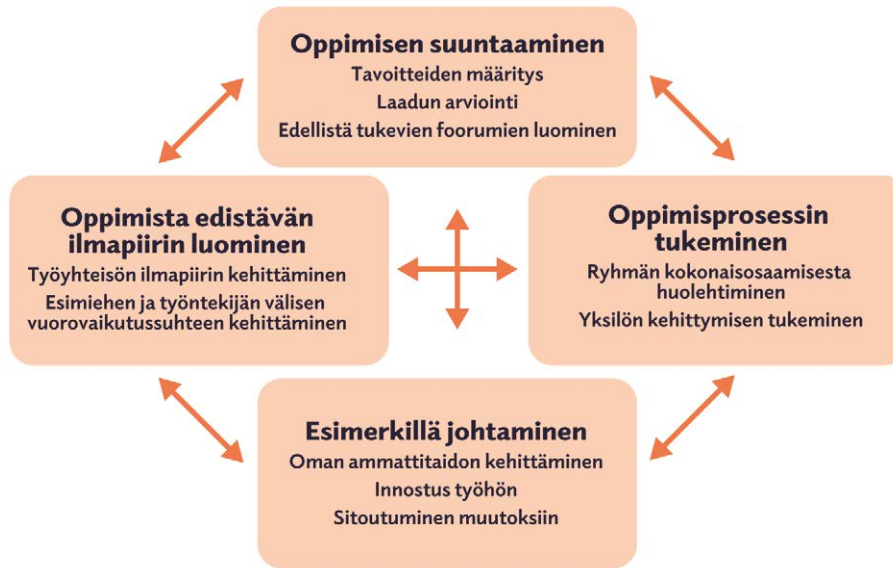 Oppimisen suuntaaminen
Tavoitteiden määritys
Laadun arviointi
Edellistä tukevien foorumien luominen
Oppimista edistävän
ilmapiirin luominen
Työyhteisön ilmapiirin kehittäminen
Esimiehen ja työntekijän välisen
vuorovaikutussuhteen kehittäminen
Oppimisprosessin
tukeminen
Ryhmän kokonaisosaamisesta
huolehtiminen
Yksilön kehittymisen tukeminen
Esimerkillä johtaminen
Oman ammattitaidon kehittäminen
Innostus työhön
Sitoutuminen muutoksiin